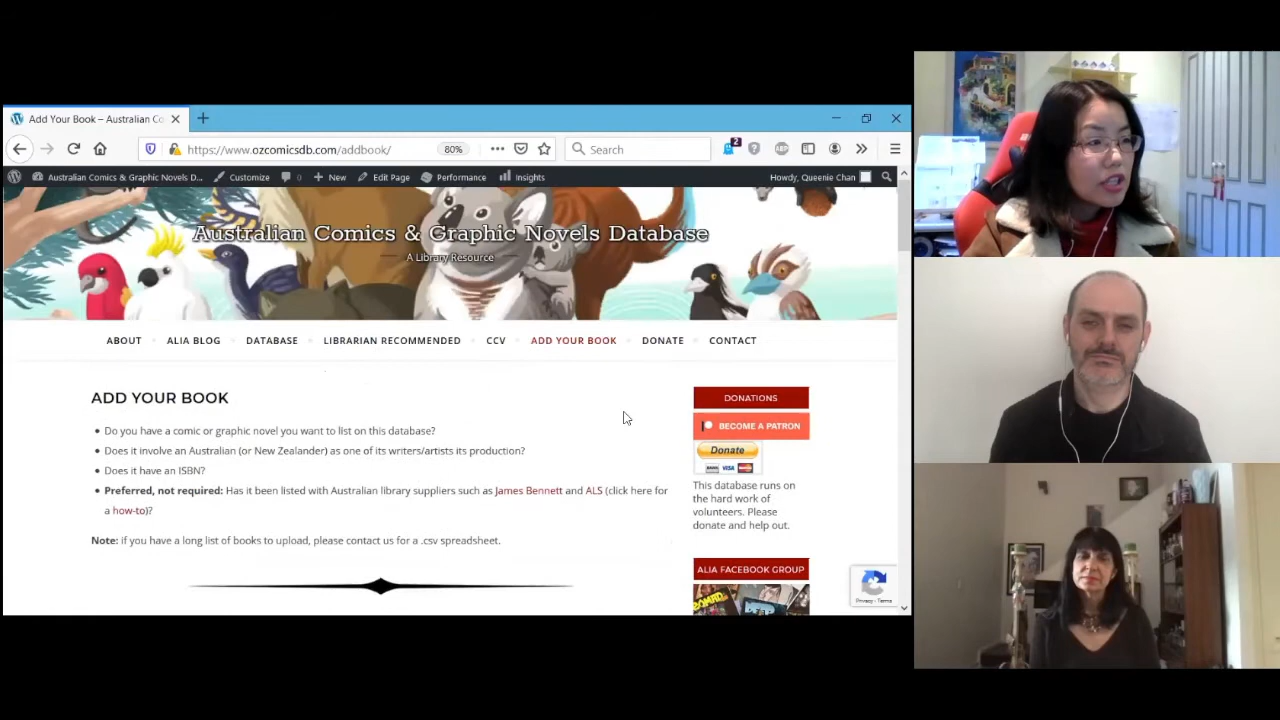 Add Your Book – Australian Co
https://www.ozcomicsdb.com/addbook/
80%
Search
2
Australian Comics & Graphic Novels D...
Customize
0
New
Edit Page
Performance
Insights
Howdy, Queenie Chan
Australian Comics & Graphic Novels Database
A Library Resource
ABOUT
ALIA BLOG
DATABASE
LIBRARIAN RECOMMENDED
CCV
ADD YOUR BOOK
DONATE
CONTACT
ADD YOUR BOOK
Do you have a comic or graphic novel you want to list on this database?
Does it involve an Australian (or New Zealander) as one of its writers/artists its production?
Does it have an ISBN?
Preferred, not required: Has it been listed with Australian library suppliers such as James Bennett and ALS (click here for
a how-to)?
Note: if you have a long list of books to upload, please contact us for a .csv spreadsheet.
DONATIONS
BECOME A PATRON
Donate
VISA
This database runs on
the hard work of
volunteers. Please
donate and help out.
ALIA FACEBOOK GROUP
Privacy - Terms